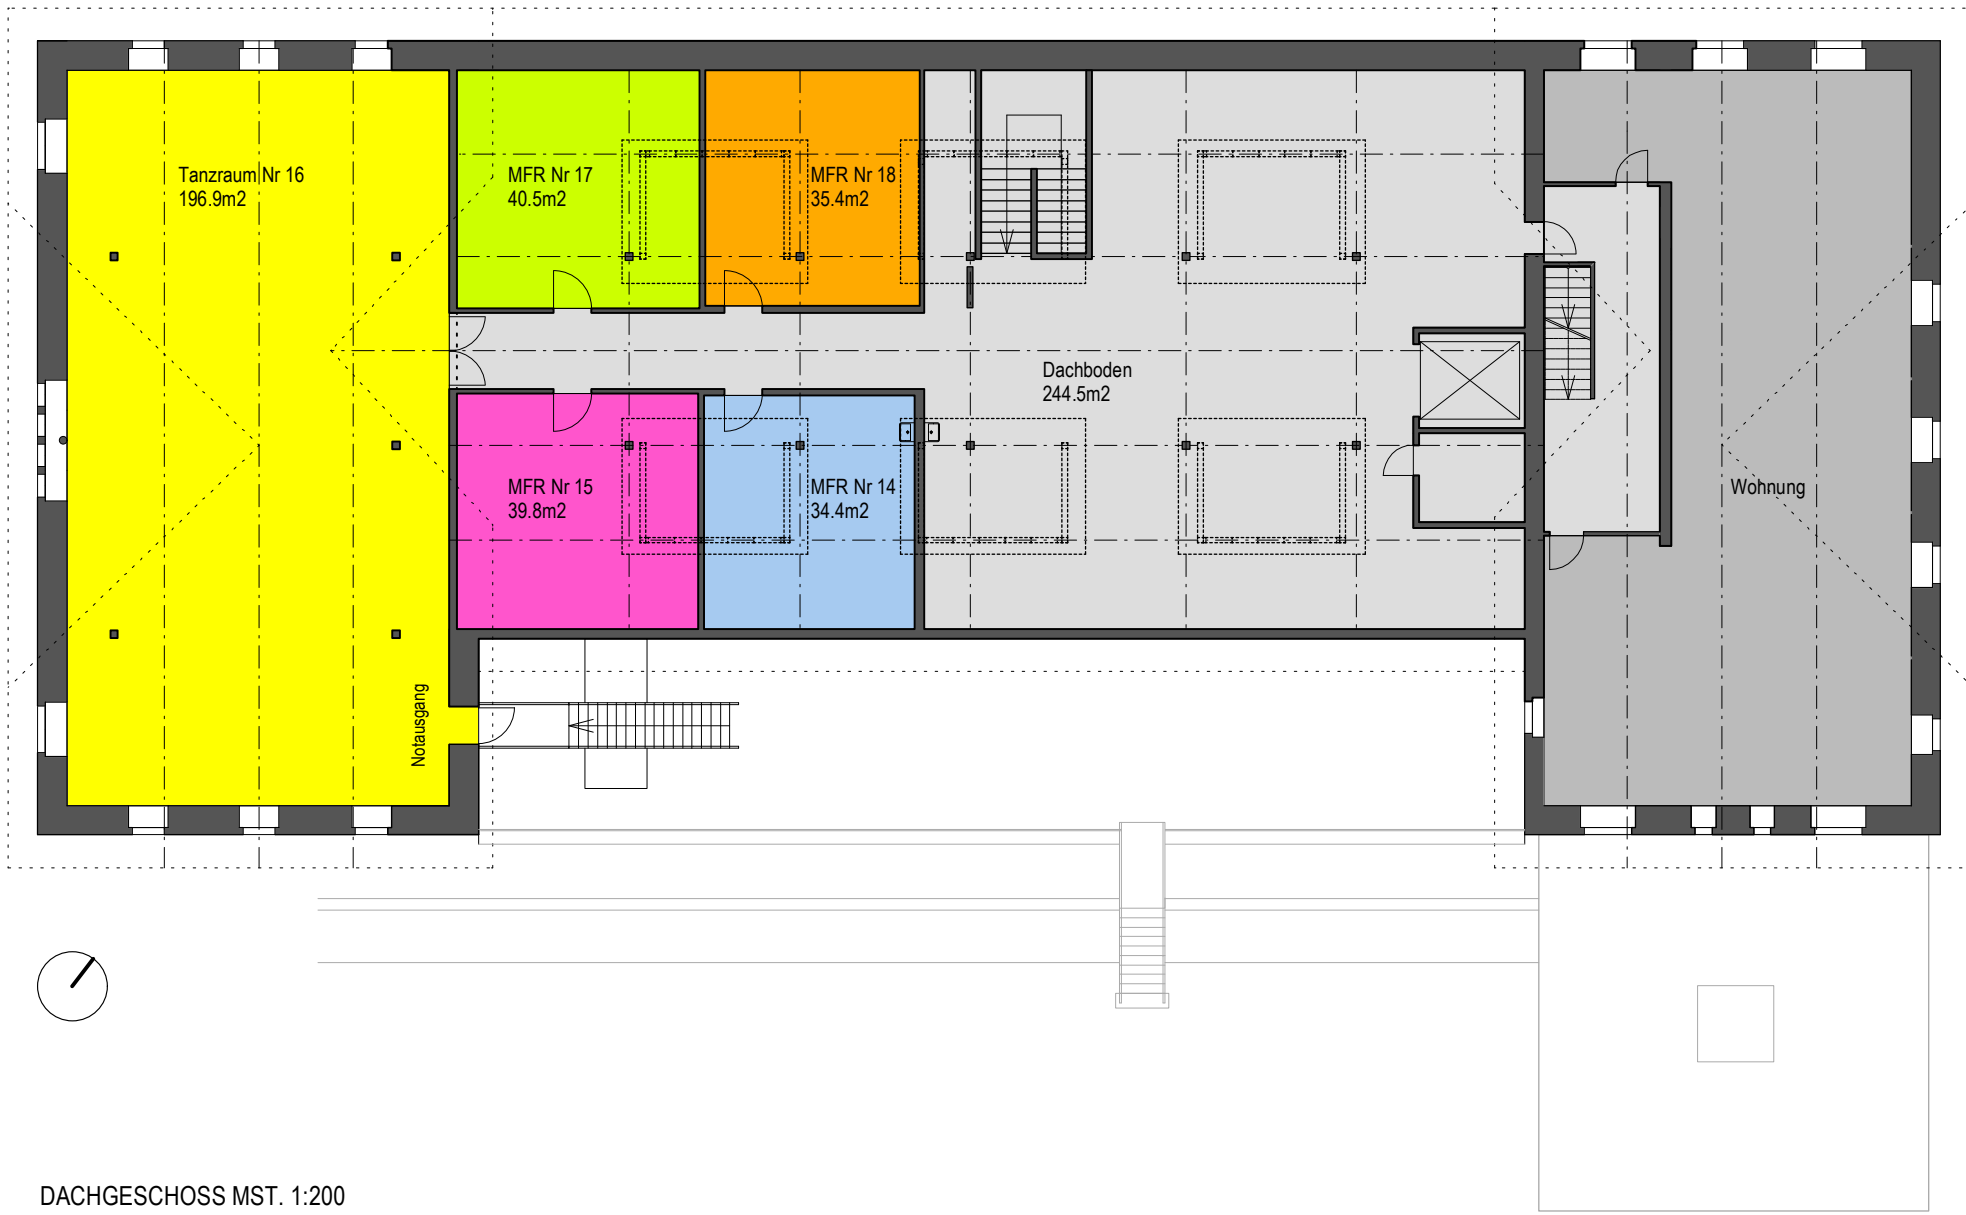 Tanzraum Nr 16
196.9m2
MFR Nr 17
40.5m2
MFR Nr 18
35.4m2
Dachboden
244.5m2
MFR Nr 15
39.8m2
MFR Nr 14
34.4m2
Wohnung
Notausgang
DACHGESCHOSS MST. 1:200